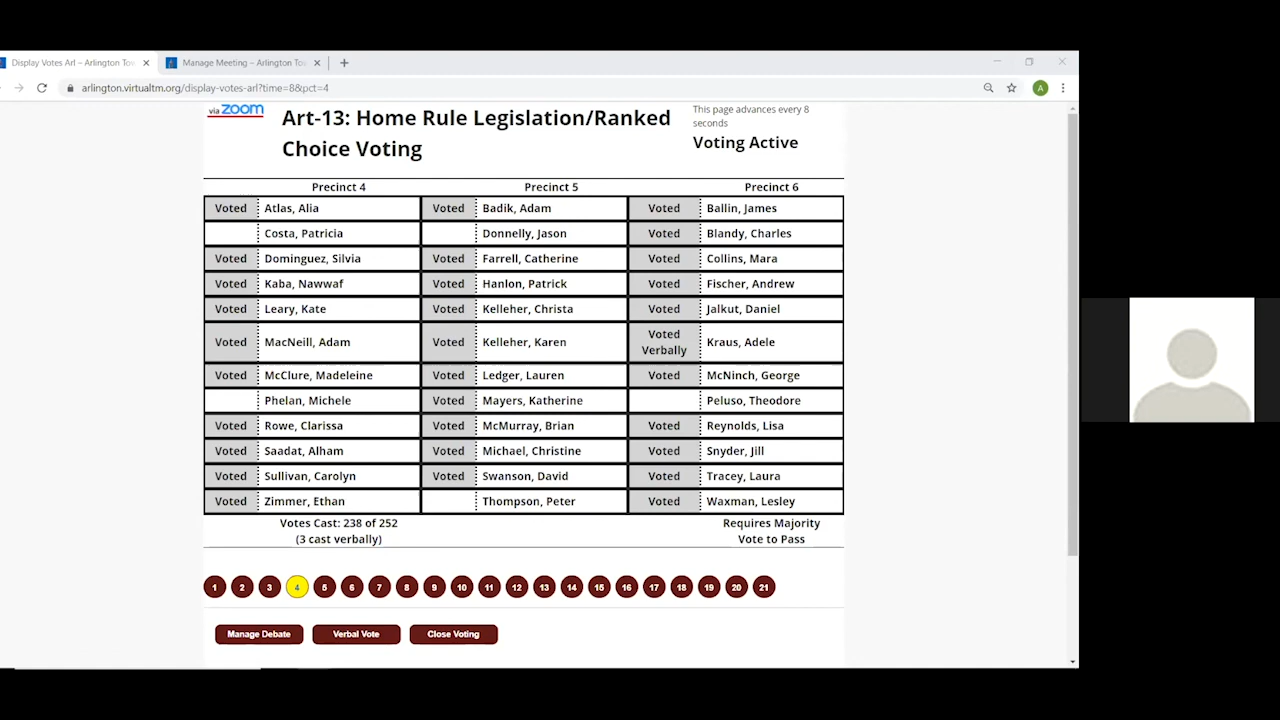 Display Votes Arl – Arlington Tow
Manage Meeting – Arlington Tow
arlington.virtualtm.org/display-votes-arl?time=8&pct=4
A
via zoom
Art-13: Home Rule Legislation/Ranked
Choice Voting
This page advances every 8
seconds
Voting Active
Precinct 4 Precinct 5 Precinct 6
Voted Atlas, Alia Voted Badik, Adam Voted Ballin, James
Costa, Patricia Donnelly, Jason Voted Blandy, Charles
Voted Dominguez, Silvia Voted Farrell, Catherine Voted Collins, Mara
Voted Kaba, Nawwaf Voted Hanlon, Patrick Voted Fischer, Andrew
Voted Leary, Kate Voted Kelleher, Christa Voted Jalkut, Daniel
Voted MacNeill, Adam Voted Kelleher, Karen Voted
Verbally Kraus, Adele
Voted McClure, Madeleine Voted Ledger, Lauren Voted McNinch, George
Phelan, Michele Voted Mayers, Katherine Peluso, Theodore
Voted Rowe, Clarissa Voted McMurray, Brian Voted Reynolds, Lisa
Voted Saadat, Alham Voted Michael, Christine Voted Snyder, Jill
Voted Sullivan, Carolyn Voted Swanson, David Voted Tracey, Laura
Voted Zimmer, Ethan Thompson, Peter Voted Waxman, Lesley
Votes Cast: 238 of 252
(3 cast verbally)
Requires Majority
Vote to Pass
1 2 3 4 5 6 7 8 9 10 11 12 13 14 15 16 17 18 19 20 21
Manage Debate Verbal Vote Close Voting